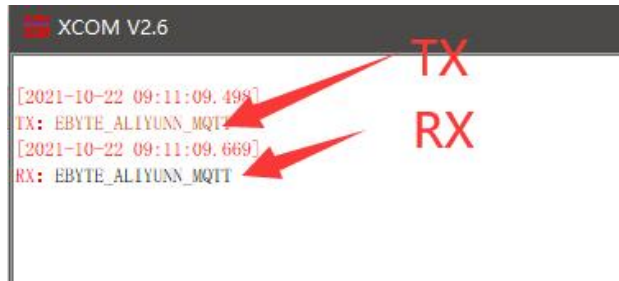 XCOM V2.6
TX
[2021-10-22 09:11:09.498]
TX: EBYTE_ALIYUNN_MQTT
[2021-10-22 09:11:09.669]
RX
RX: EBYTE_ALIYUNN_MQTT